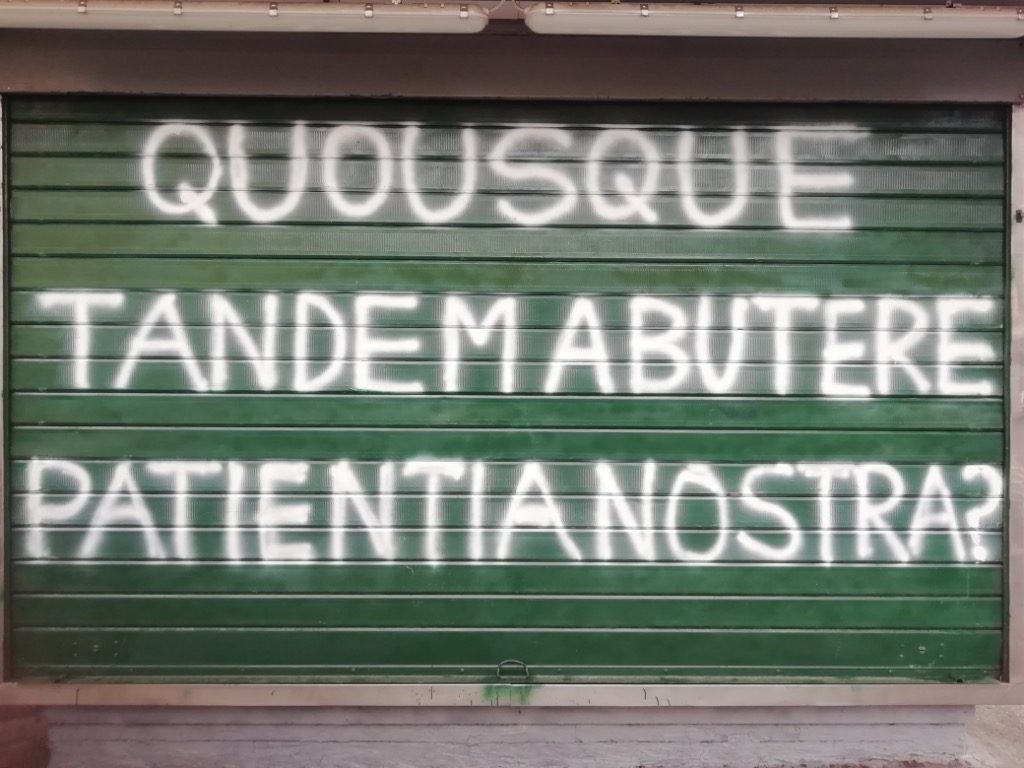 QUOUSQUE
TANDEM ABUTERE
PATIENTIA NOSTRA?